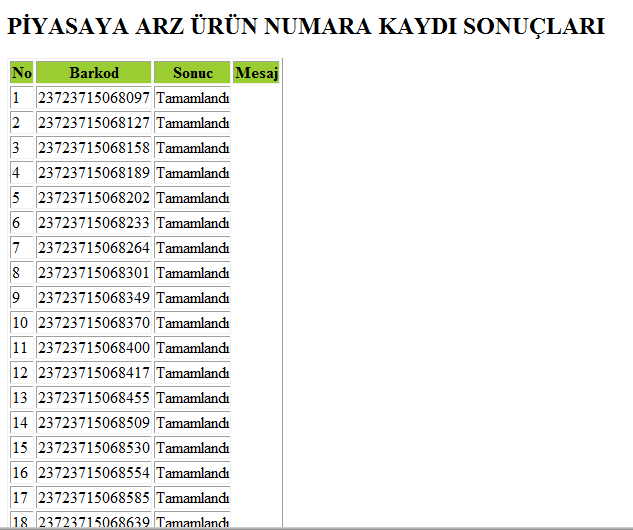 PİYASAYA ARZ ÜRÜN NUMARA KAYDI SONUÇLARI
No Barkod Sonuc Mesaj
1 23723715068097 Tamamlandı
2 23723715068127 Tamamlandı
3 23723715068158 Tamamlandı
4 23723715068189 Tamamlandı
5 23723715068202 Tamamlandı
6 23723715068233 Tamamlandı
7 23723715068264 Tamamlandı
8 23723715068301 Tamamlandı
9 23723715068349 Tamamlandı
10 23723715068370 Tamamlandı
11 23723715068400 Tamamlandı
12 23723715068417 Tamamlandı
13 23723715068455 Tamamlandı
14 23723715068509 Tamamlandı
15 23723715068530 Tamamlandı
16 23723715068554 Tamamlandı
17 23723715068585 Tamamlandı
18 23723715068639 Tamamlandı